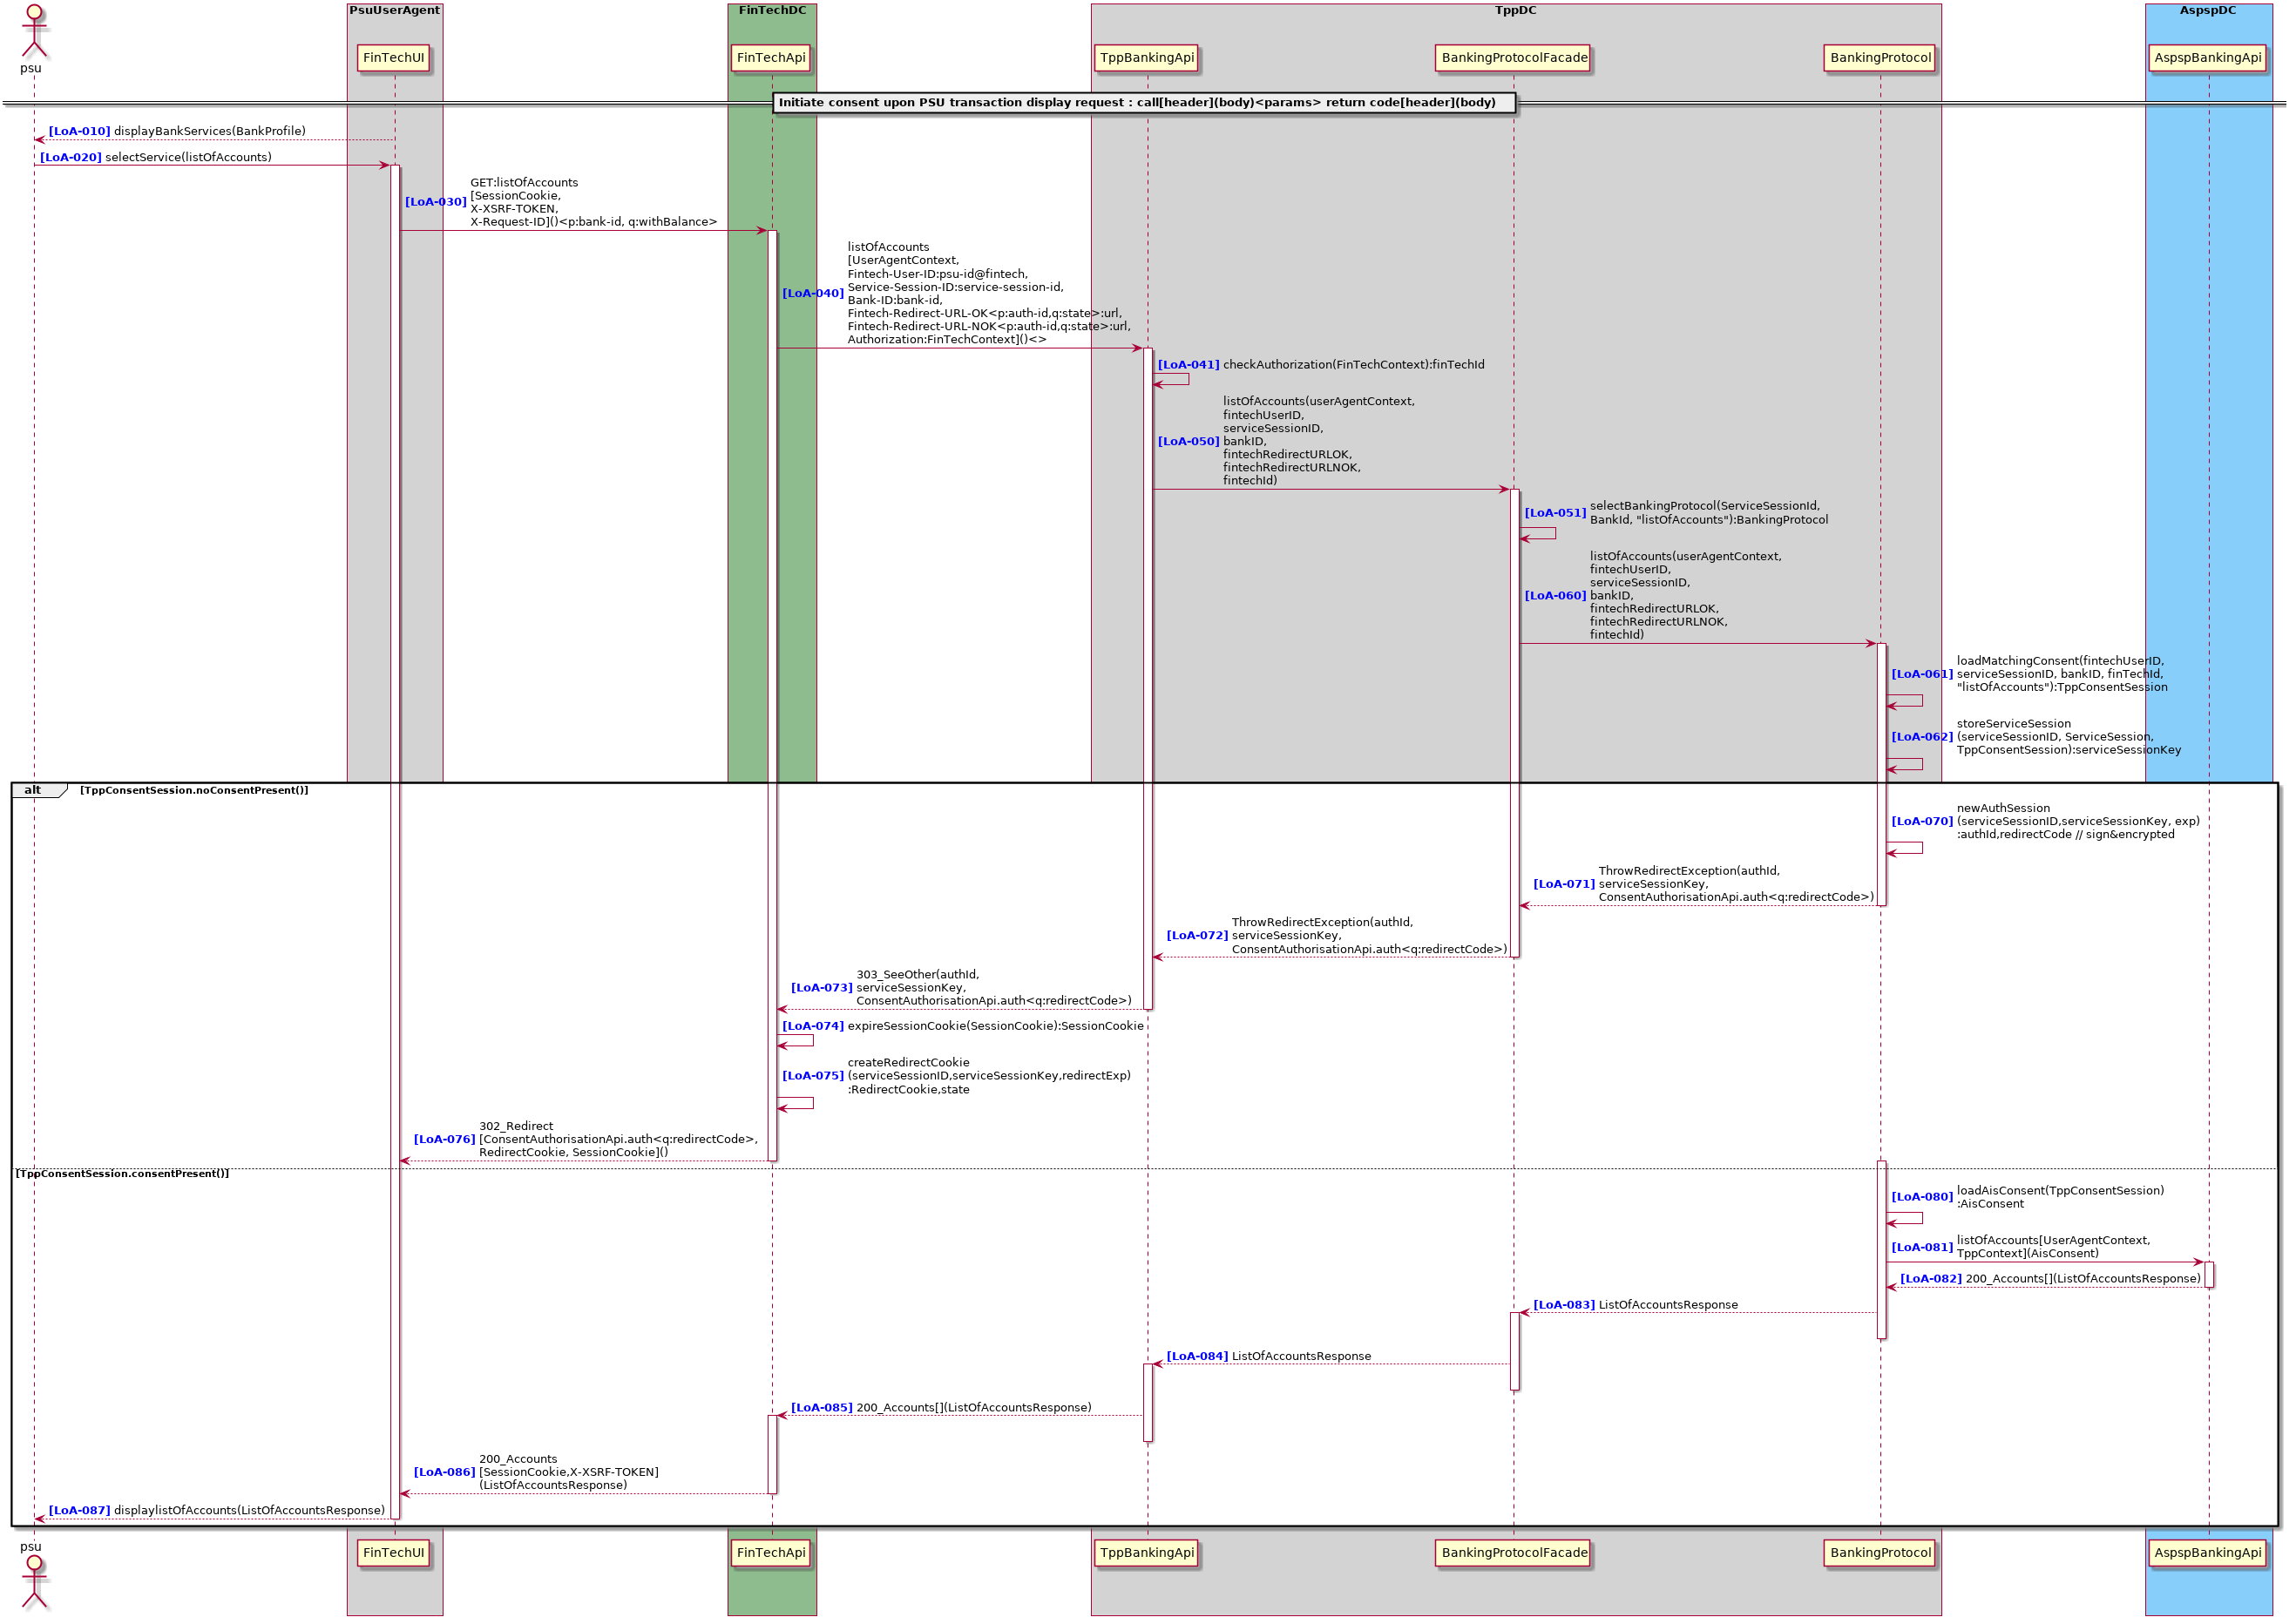 PsuUserAgent
FinTechDC
TppDC
AspspDC
psu
FinTechUI
FinTechApi
TppBankingApi
BankingProtocolFacade
BankingProtocol
AspspBankingApi
Initiate consent upon PSU transaction display request : call[header](body)<params> return code[header](body)
[LoA-010] displayBankServices(BankProfile)
[LoA-020] selectService(listOfAccounts)
[LoA-030]
GET:listOfAccounts
[SessionCookie,
X-XSRF-TOKEN,
X-Request-ID]()<p:bank-id, q:withBalance>
[LoA-040]
listOfAccounts
[UserAgentContext,
Fintech-User-ID:psu-id@fintech,
Service-Session-ID:service-session-id,
Bank-ID:bank-id,
Fintech-Redirect-URL-OK<p:auth-id,q:state>:url,
Fintech-Redirect-URL-NOK<p:auth-id,q:state>:url,
Authorization:FinTechContext]()<>
[LoA-041] checkAuthorization(FinTechContext):finTechId
[LoA-050]
listOfAccounts(userAgentContext,
fintechUserID,
serviceSessionID,
bankID,
fintechRedirectURLOK,
fintechRedirectURLNOK,
fintechId)
[LoA-051]
selectBankingProtocol(ServiceSessionId,
BankId, "listOfAccounts"):BankingProtocol
[LoA-060]
listOfAccounts(userAgentContext,
fintechUserID,
serviceSessionID,
bankID,
fintechRedirectURLOK,
fintechRedirectURLNOK,
fintechId)
[LoA-061]
loadMatchingConsent(fintechUserID,
serviceSessionID, bankID, finTechId,
"listOfAccounts"):TppConsentSession
[LoA-062]
storeServiceSession
(serviceSessionID, ServiceSession,
TppConsentSession):serviceSessionKey
alt [TppConsentSession.noConsentPresent()]
[LoA-070]
newAuthSession
(serviceSessionID,serviceSessionKey, exp)
:authId,redirectCode // sign&encrypted
[LoA-071]
ThrowRedirectException(authId,
serviceSessionKey,
ConsentAuthorisationApi.auth<q:redirectCode>)
[LoA-072]
ThrowRedirectException(authId,
serviceSessionKey,
ConsentAuthorisationApi.auth<q:redirectCode>)
[LoA-073]
303_SeeOther(authId,
serviceSessionKey,
ConsentAuthorisationApi.auth<q:redirectCode>)
[LoA-074] expireSessionCookie(SessionCookie):SessionCookie
[LoA-075]
createRedirectCookie
(serviceSessionID,serviceSessionKey,redirectExp)
:RedirectCookie,state
[LoA-076]
302_Redirect
[ConsentAuthorisationApi.auth<q:redirectCode>,
RedirectCookie, SessionCookie]()
[TppConsentSession.consentPresent()]
[LoA-080]
loadAisConsent(TppConsentSession)
:AisConsent
[LoA-081]
listOfAccounts[UserAgentContext,
TppContext](AisConsent)
[LoA-082] 200_Accounts[](ListOfAccountsResponse)
[LoA-083] ListOfAccountsResponse
[LoA-084] ListOfAccountsResponse
[LoA-085] 200_Accounts[](ListOfAccountsResponse)
[LoA-086]
200_Accounts
[SessionCookie,X-XSRF-TOKEN]
(ListOfAccountsResponse)
[LoA-087] displaylistOfAccounts(ListOfAccountsResponse)
psu
FinTechUI
FinTechApi
TppBankingApi
BankingProtocolFacade
BankingProtocol
AspspBankingApi